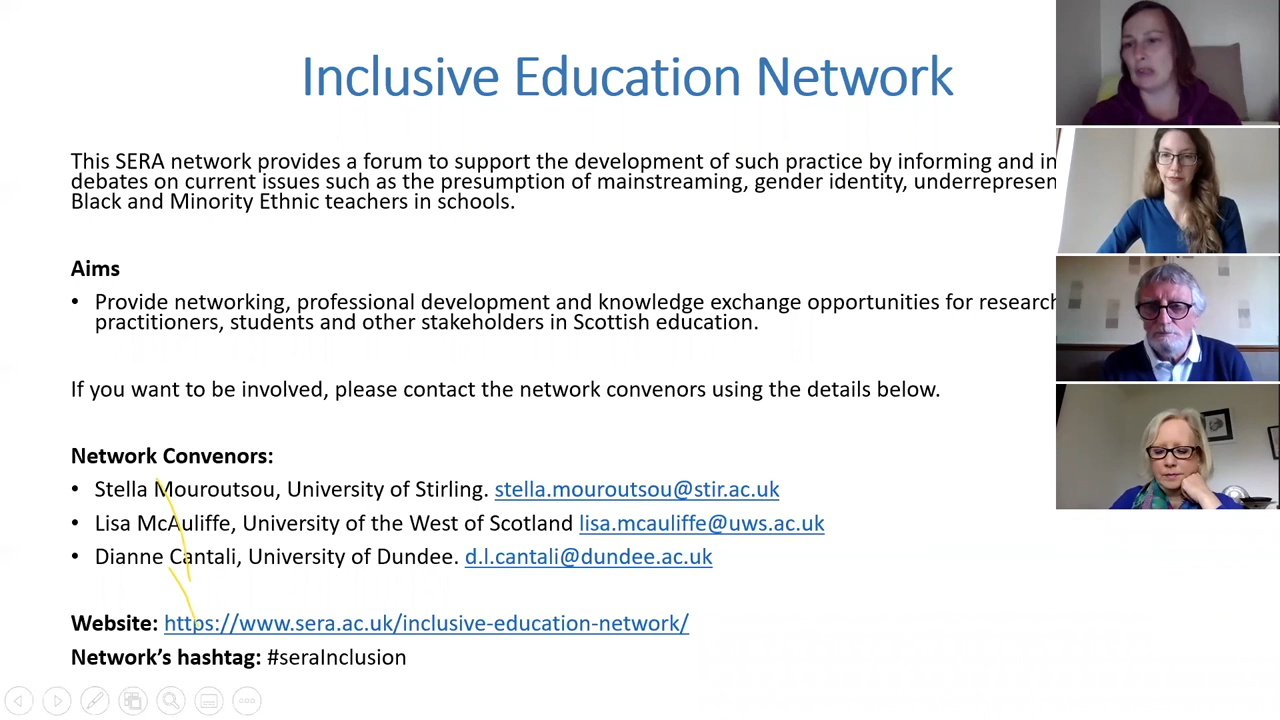 Inclusive Education Network
This SERA network provides a forum to support the development of such practice by informing and in
debates on current issues such as the presumption of mainstreaming, gender identity, underrepresen
Black and Minority Ethnic teachers in schools.
Aims
• Provide networking, professional development and knowledge exchange opportunities for research
practitioners, students and other stakeholders in Scottish education.
If you want to be involved, please contact the network convenors using the details below.
Network Convenors:
• Stella Mouroutsou, University of Stirling. stella.mouroutsou@stir.ac.uk
• Lisa McAuliffe, University of the West of Scotland lisa.mcauliffe@uws.ac.uk
• Dianne Cantali, University of Dundee. d.l.cantali@dundee.ac.uk
Website: https://www.sera.ac.uk/inclusive-education-network/
Network’s hashtag: #seraInclusion